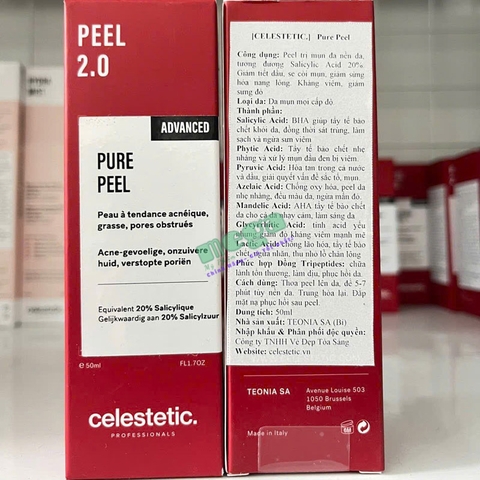 PEEL
2.0
ADVANCED
PURE
PEEL
Peau à tendance acnéique,
grasse, pores obstrués
Acne-gevoelige, onzuivere
huid, verstopte poriën
Equivalent 20% Salicylique
Gelijkwaardig aan 20% Salicylzuur
℮ 50ml
FL1.7OZ
celestetic.
PROFESSIONALS
[CELESTETIC.] Pure Peel
Công dụng: Peel trị mụn đa nền da,
tương đương Salicylic Acid 20%
Giảm tiết dầu, se cồi mụn, giảm sừng
hóa nang lông. Kháng viêm, giảm
sưng đỏ
Loại da: Da mụn mọi cấp độ
Thành phần:
Salicylic Acid: BHA giúp tẩy tế bào
chết khỏi da, đồng thời sát trùng, làm
sạch và ngừa sưn viêm
Phytic Acid: Tẩy tế bào chết nhẹ
nhàng và xử lý mụn đầu đen bị viêm
Pyruvic Acid: Hòa tan trong cả nước
và dầu, giải quyết vấn đề sắc tố, mụn.
Azelaic Acid: Chống oxy hóa, peel da
nhẹ nhàng, đều màu da, ngừa mụn.
Mandelic Acid: AHA tẩy tế bào chết
da cho cả da nhạy cảm, làm sáng da
Glycyrrhetinic Acid: tinh acid yếu
nhưng giảm đỏ kháng viêm mạnh mẽ
Lactic Acid: chống lão hóa, tẩy tế bào
chết, sửa nhăn, thu nhỏ lỗ chân lông
Phức hợp Đồng Tripeptides: chữa
lành tổn thương, làm dịu, phục hồi da.
Cách dùng: Thoa peel lên da, để 5-7
phút tùy nền da. Trung hòa lại. Đắp
mặt nạ phục hồi sau peel.
Dung tích: 50ml
Nhà sản xuất: TEONIA SA (Bỉ)
Nhập khẩu & Phân phối độc quyền:
Công ty TNHH Vẻ Đẹp Tỏa Sáng
Website: celestetic.vn
TEONIA SA
Avenue Louise 503
1050 Brussels
Belgium
Made in Italy
6M